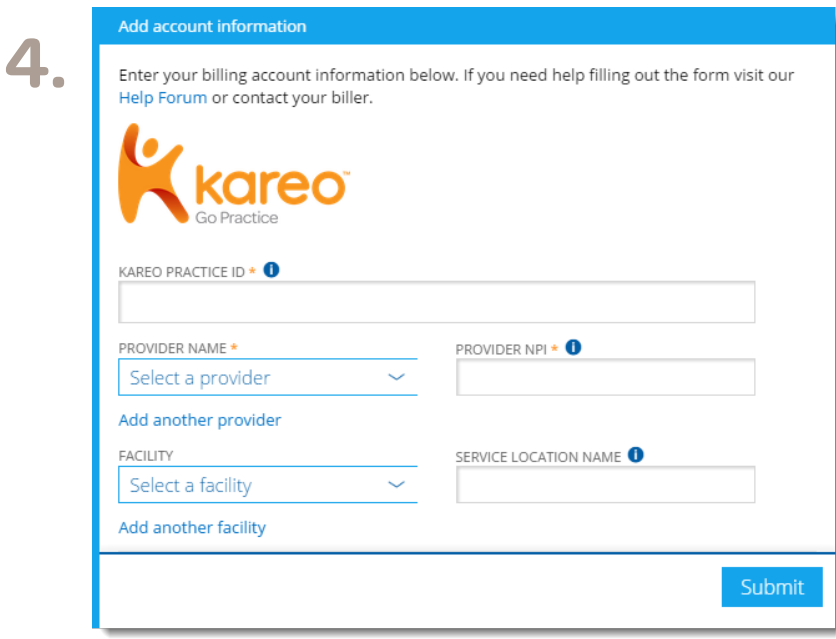 4.
Add account information
Enter your billing account information below. If you need help filling out the form visit our
Help Forum or contact your biller.
kareo™
Go Practice
KAREO PRACTICE ID * i
PROVIDER NAME * PROVIDER NPI * i
Select a provider
Add another provider
FACILITY SERVICE LOCATION NAME i
Select a facility
Add another facility
Submit